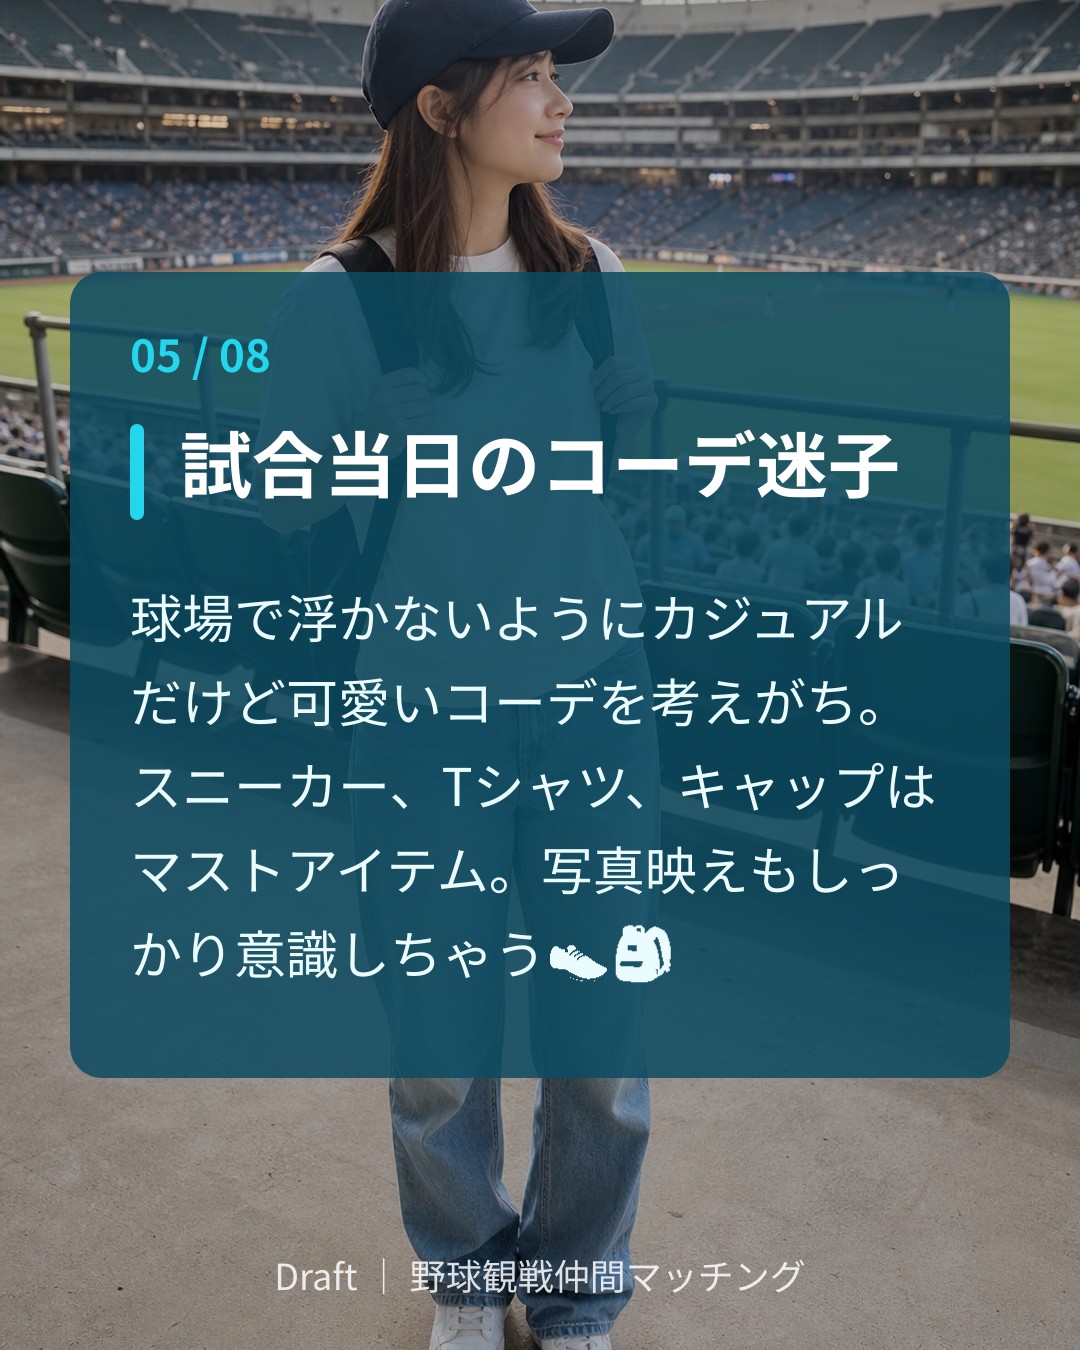 05 / 08
試合当日のコーデ迷子
球場で浮かないようにカジュアル
だけど可愛いコーデを考えがち。
スニーカー、Tシャツ、キャップは
マストアイテム。写真映えもしっ
かり意識しちゃう👟🎒
Draft ｜ 野球観戦仲間マッチング